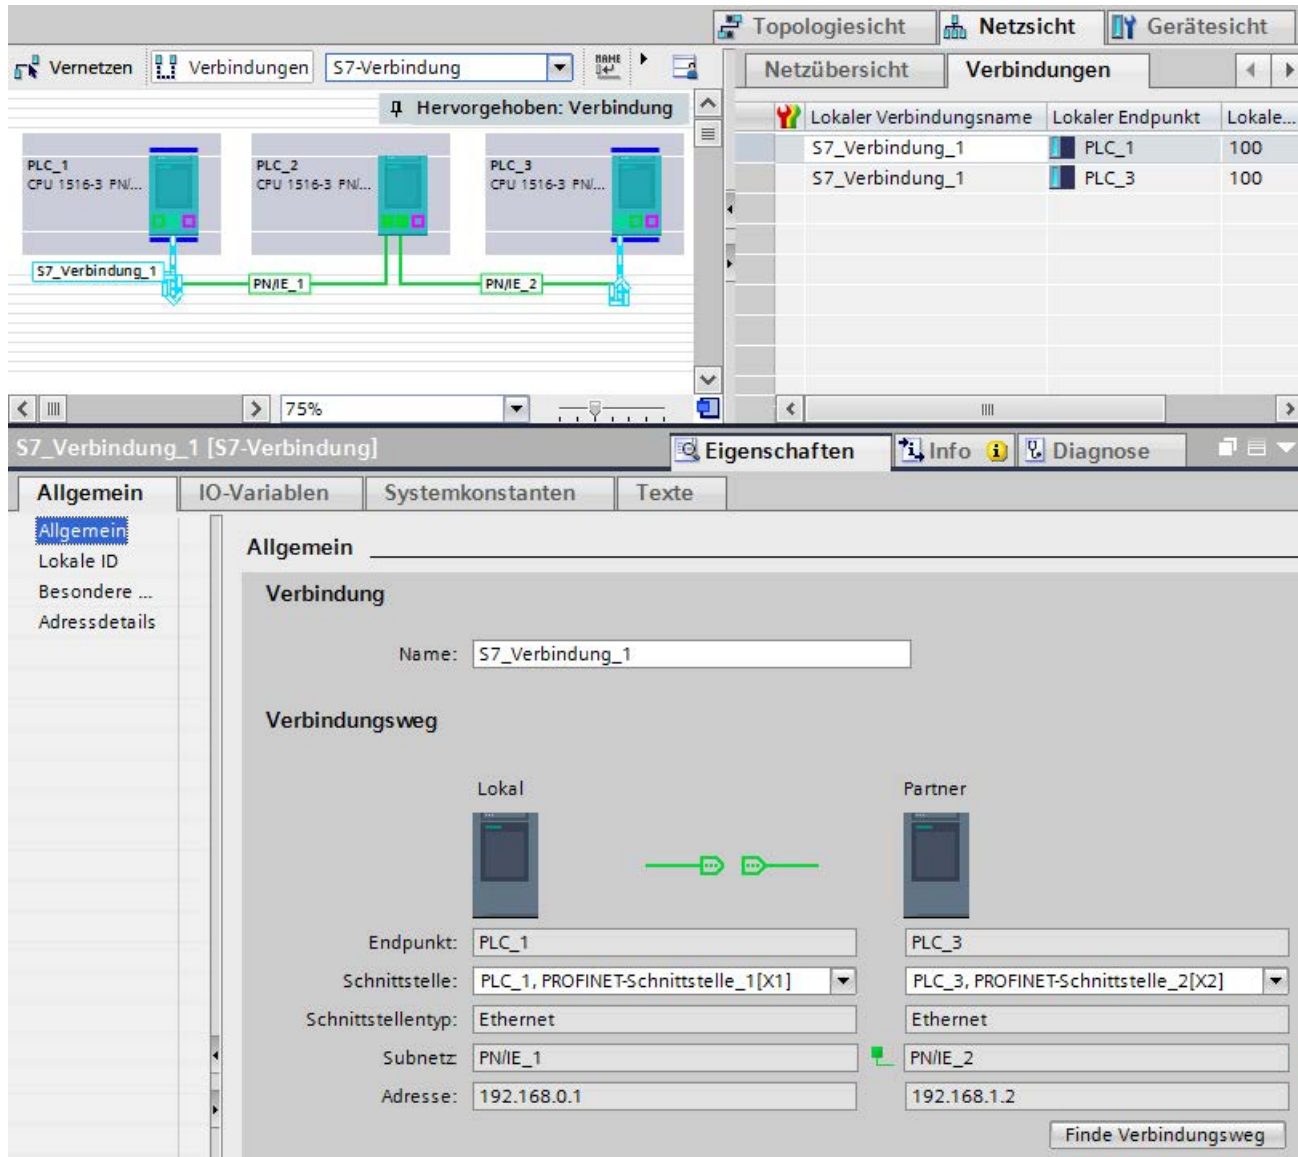 Topologiesicht Netzsicht Gerätesicht
Vernetzen Verbindungen S7-Verbindung
Netzübersicht Verbindungen
Hervorgehoben: Verbindung
Lokaler Verbindungsname Lokaler Endpunkt Lokale...
S7_Verbindung_1 PLC_1 100
S7_Verbindung_1 PLC_3 100
PLC_1
CPU 1516-3 PN/...
PLC_2
CPU 1516-3 PN/...
PLC_3
CPU 1516-3 PN/...
S7_Verbindung_1
PN/IE_1
PN/IE_2
75%
S7_Verbindung_1 [S7-Verbindung]
Eigenschaften Info Diagnose
Allgemein IO-Variablen Systemkonstanten Texte
Allgemein
Lokale ID
Besondere ...
Adressdetails
Allgemein
Verbindung
Name: S7_Verbindung_1
Verbindungsweg
Lokal Partner
Endpunkt: PLC_1 PLC_3
Schnittstelle: PLC_1, PROFINET-Schnittstelle_1[X1] PLC_3, PROFINET-Schnittstelle_2[X2]
Schnittstellentyp: Ethernet Ethernet
Subnetz: PN/IE_1 PN/IE_2
Adresse: 192.168.0.1 192.168.1.2
Finde Verbindungsweg